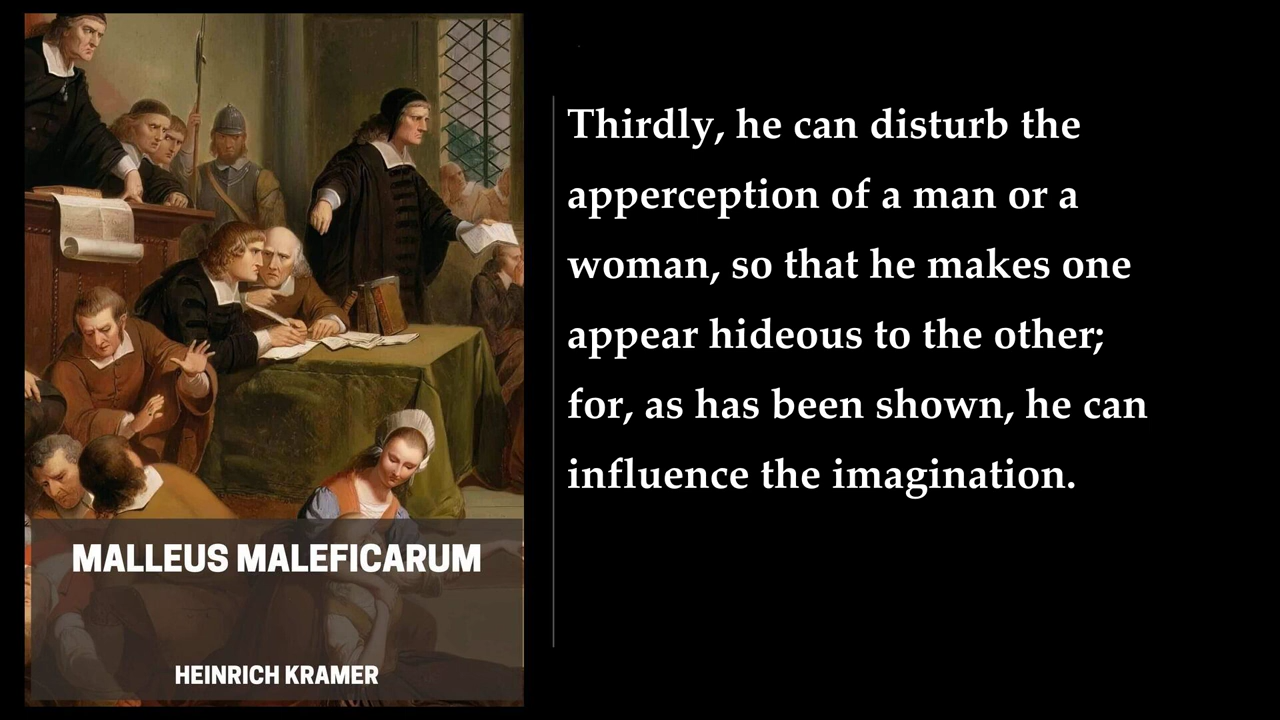 MALLEUS MALEFICARUM
HEINRICH KRAMER
Thirdly, he can disturb the
apperception of a man or a
woman, so that he makes one
appear hideous to the other;
for, as has been shown, he can
influence the imagination.